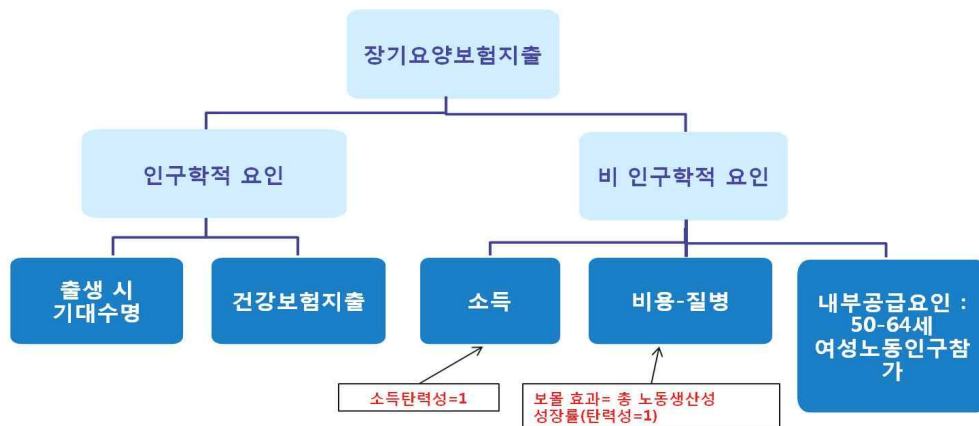 장기요양보험지출
인구학적 요인
비 인구학적 요인
출생 시
기대수명
건강보험지출
소득
비용-질병
내부공급요인 :
50-64세
여성노동인구참
가
소득탄력성=1
보몰 효과= 총 노동생산성
성장률(탄력성=1)